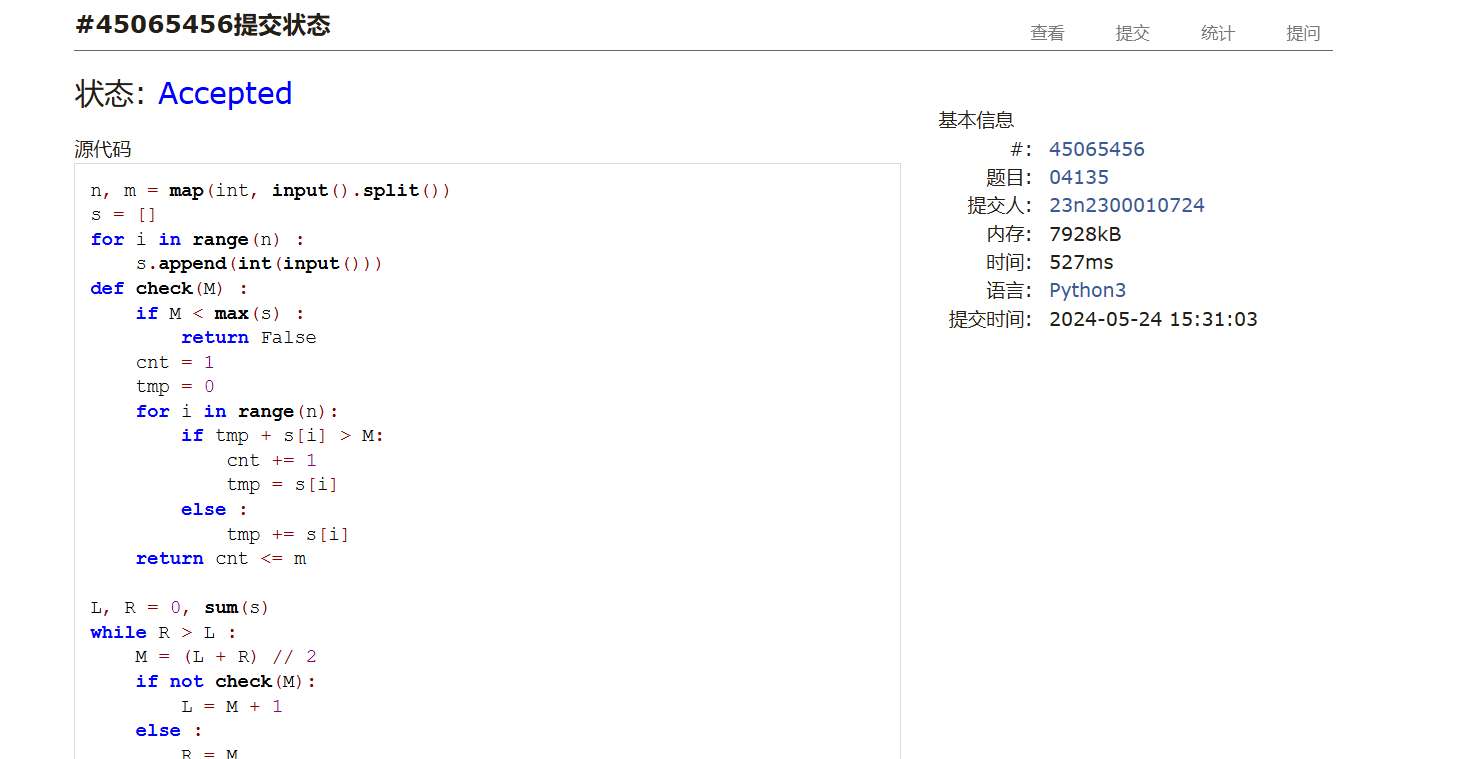 #45065456提交状态
查看 提交 统计 提问
状态: Accepted
源代码
n, m = map(int, input().split())
s = []
for i in range(n) :
    s.append(int(input()))
def check(M) :
    if M < max(s) :
        return False
    cnt = 1
    tmp = 0
    for i in range(n):
        if tmp + s[i] > M:
            cnt += 1
            tmp = s[i]
        else :
            tmp += s[i]
    return cnt <= m
L, R = 0, sum(s)
while R > L :
    M = (L + R) // 2
    if not check(M):
        L = M + 1
    else :
        R = M
基本信息
#: 45065456
题目: 04135
提交人: 23n2300010724
内存: 7928kB
时间: 527ms
语言: Python3
提交时间: 2024-05-24 15:31:03